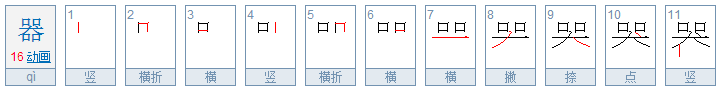 器 1 2 3 4 5 6 7 8 9 10 11
16 动画
qì 竖 横折 横 竖 横折 横 横 撇 捺 点 竖